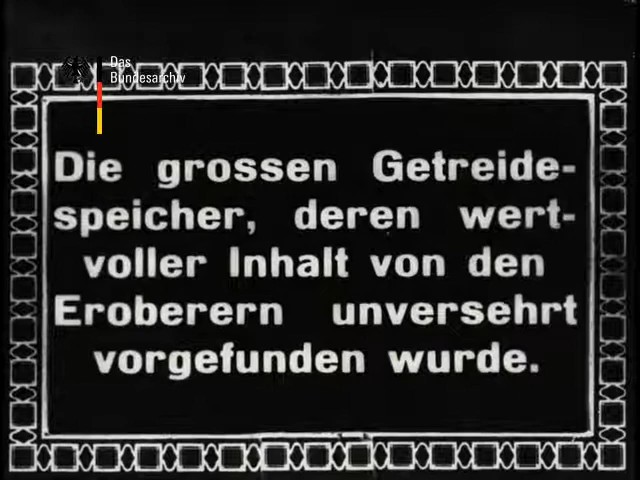 Das
Bundesarchiv
Die grossen Getreide-
speicher, deren wert-
voller Inhalt von den
Eroberern unversehrt
vorgefunden wurde.